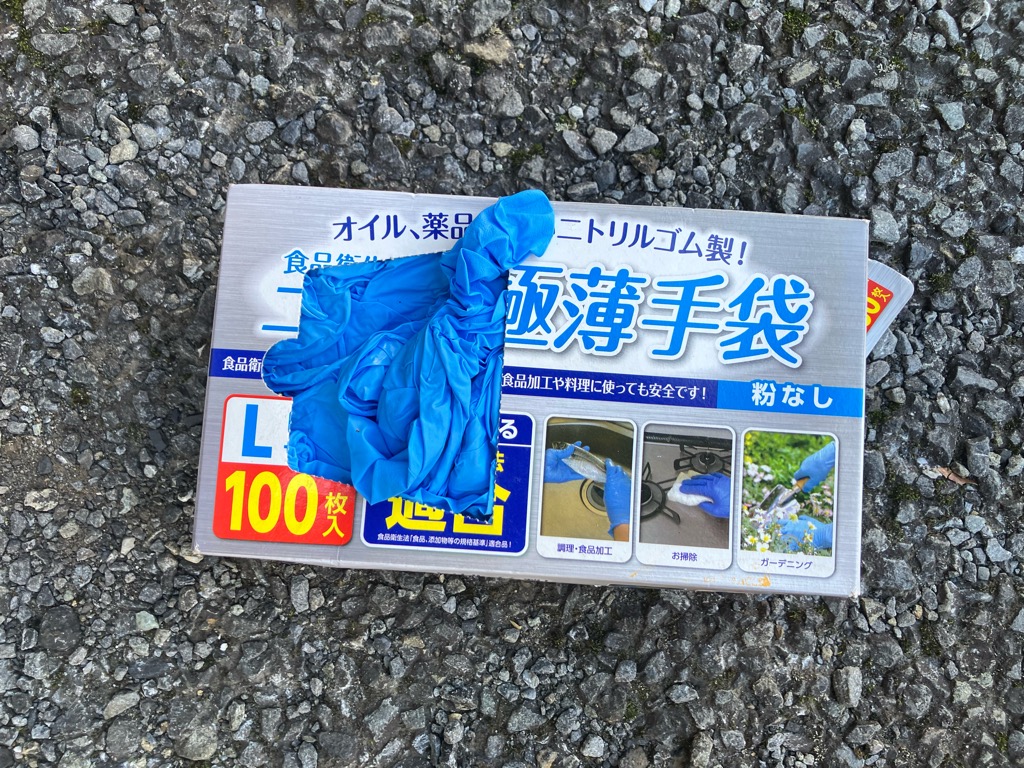 オイル、薬品
ニトリルゴム製!
食品衛生
極薄手袋
食品衛
食品加工や料理に使っても安全です!
粉なし
L
100枚入
る
適合
食品衛生法「食品、添加物等の規格基準」適合品!
調理・食品加工
お掃除
ガーデニング
0枚入